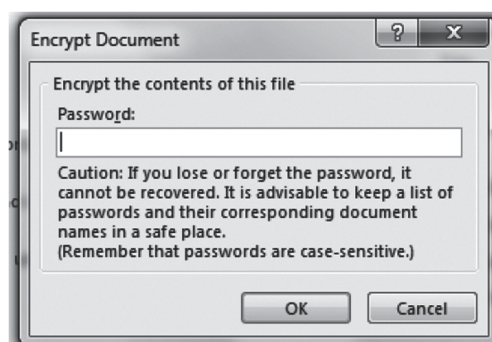 Encrypt Document
?
X
Encrypt the contents of this file
Password:
Caution: If you lose or forget the password, it
cannot be recovered. It is advisable to keep a list of
passwords and their corresponding document
names in a safe place.
(Remember that passwords are case-sensitive.)
OK
Cancel